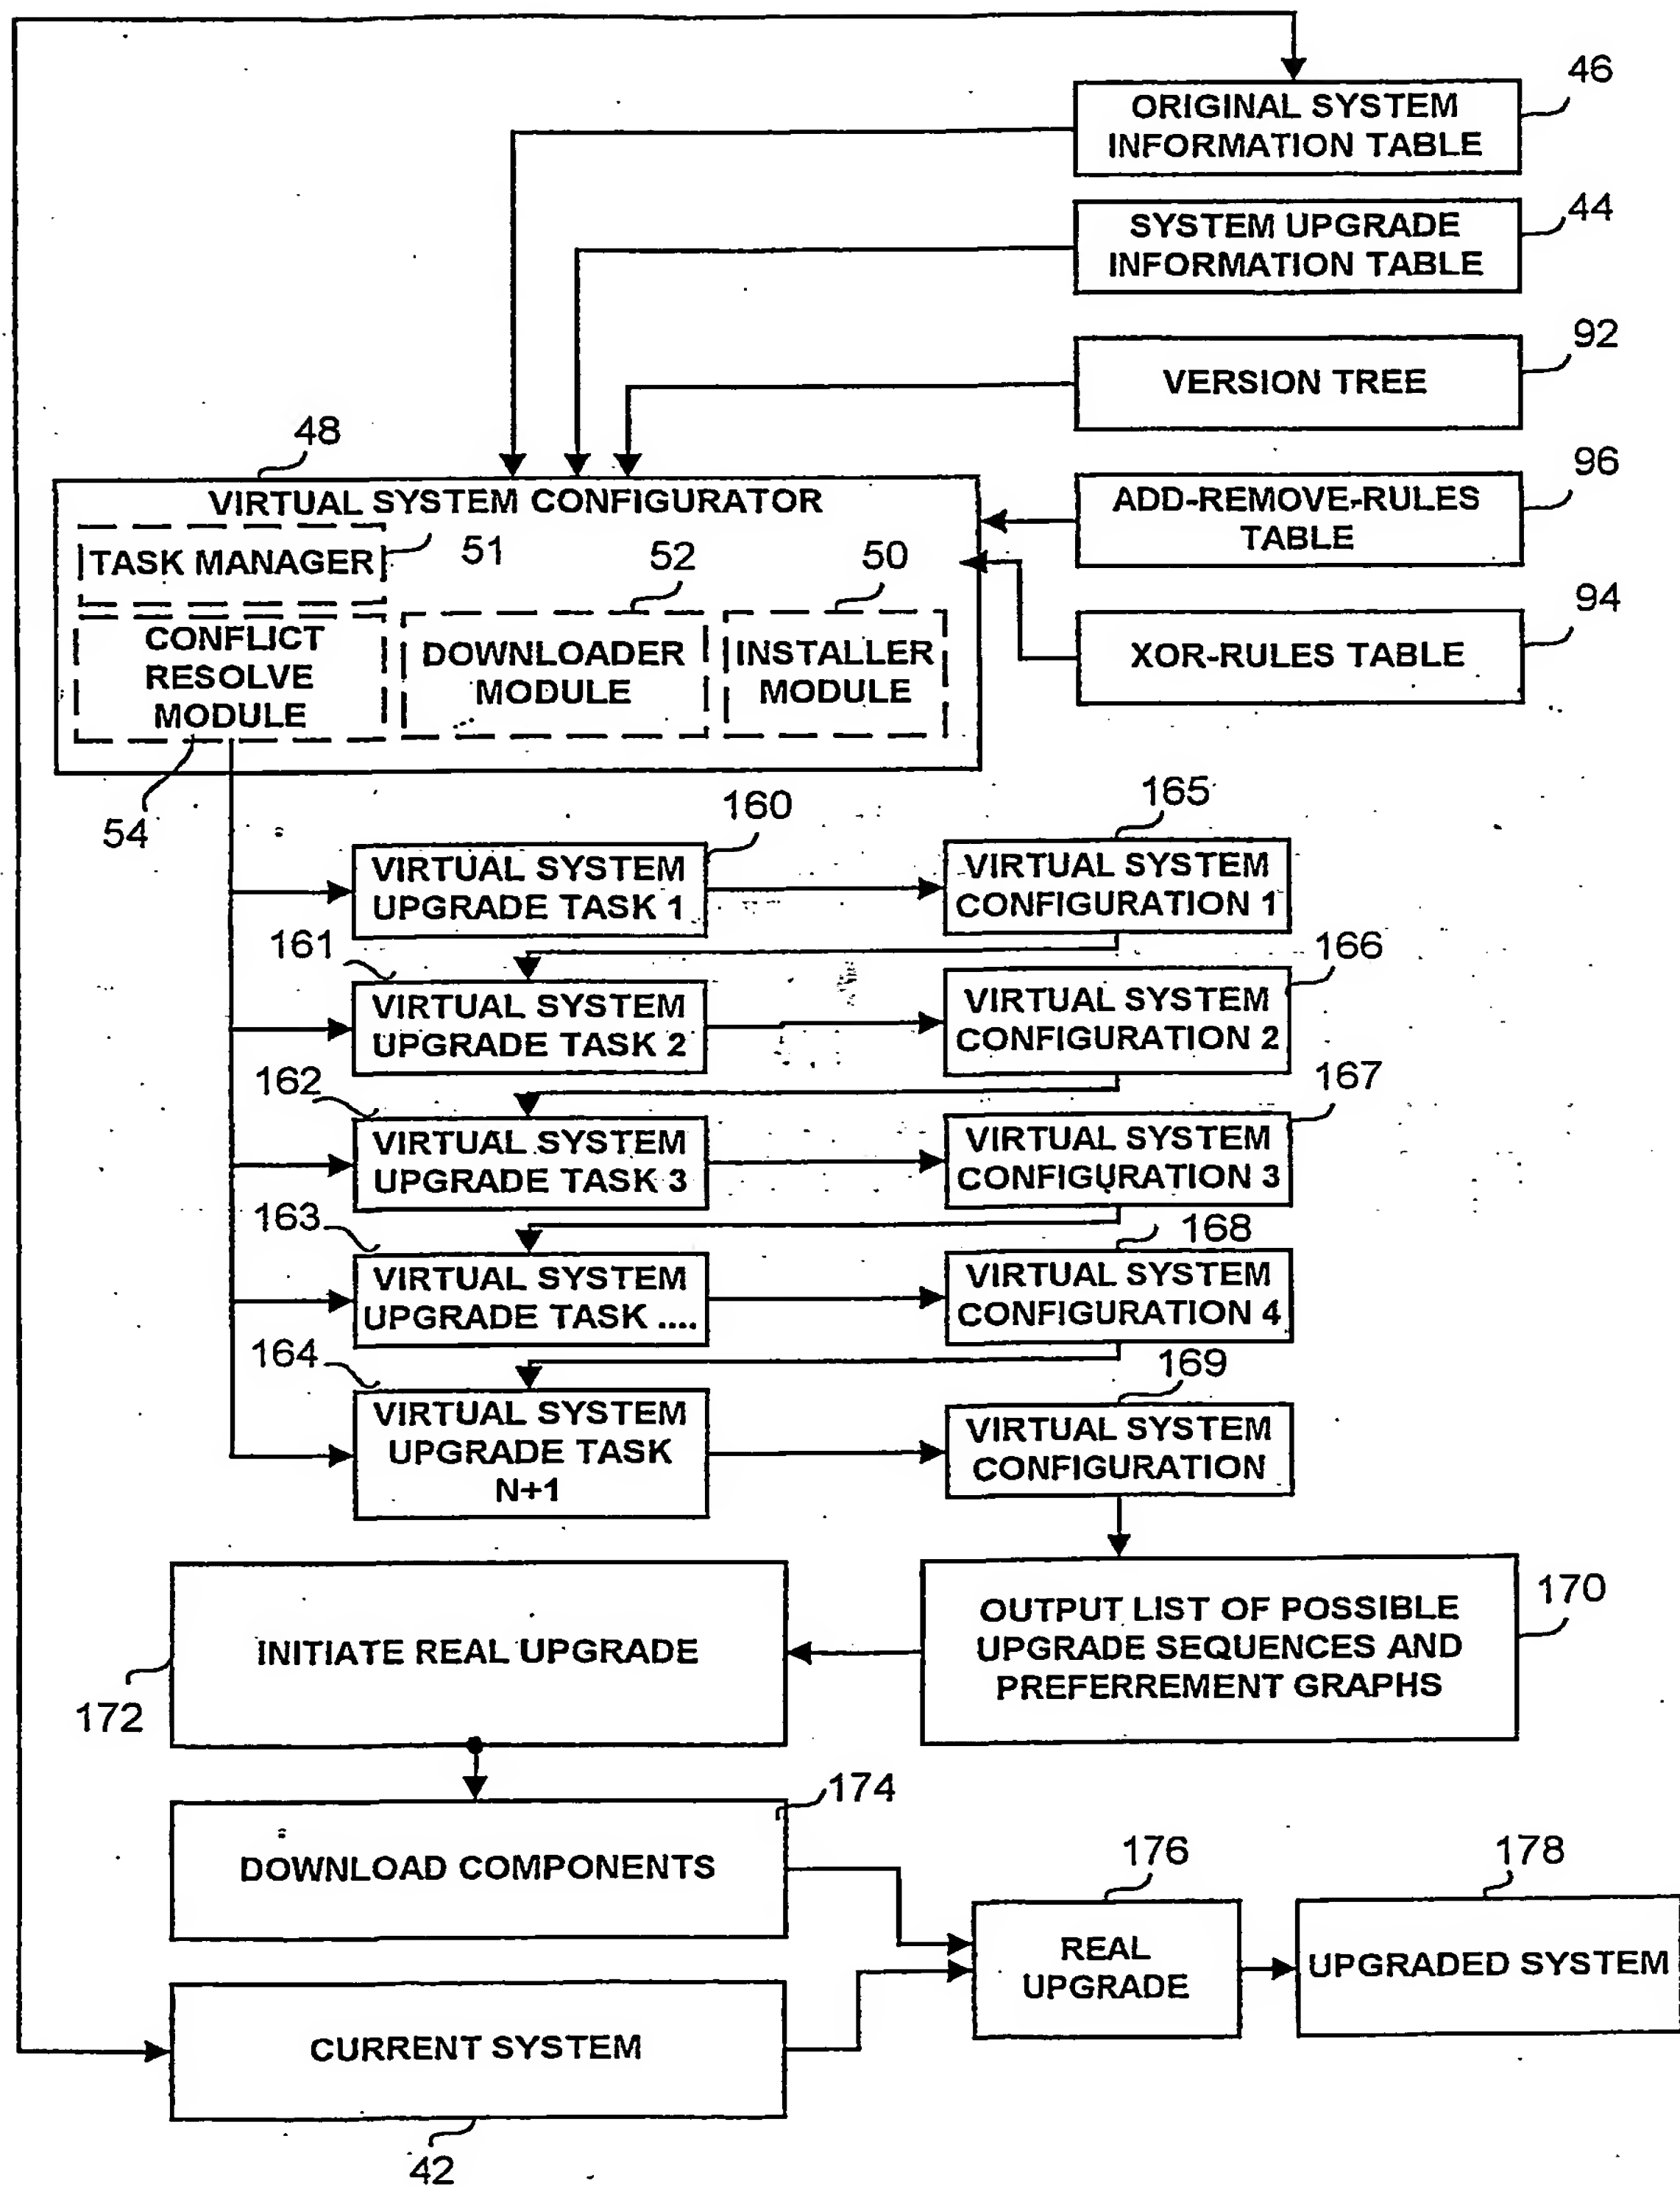 46
ORIGINAL SYSTEM
INFORMATION TABLE
44
SYSTEM UPGRADE
INFORMATION TABLE
92
VERSION TREE
48
96
VIRTUAL SYSTEM CONFIGURATOR
ADD-REMOVE-RULES
TABLE
TASK MANAGER
51
52
50
94
CONFLICT
RESOLVE
MODULE
DOWNLOADER
MODULE
INSTALLER
MODULE
XOR-RULES TABLE
54
160
165
VIRTUAL SYSTEM
UPGRADE TASK 1
VIRTUAL SYSTEM
CONFIGURATION 1
161
166
VIRTUAL SYSTEM
UPGRADE TASK 2
VIRTUAL SYSTEM
CONFIGURATION 2
162
167
VIRTUAL SYSTEM
UPGRADE TASK 3
VIRTUAL SYSTEM
CONFIGURATION 3
163
168
VIRTUAL SYSTEM
UPGRADE TASK ....
VIRTUAL SYSTEM
CONFIGURATION 4
164
169
VIRTUAL SYSTEM
UPGRADE TASK
N+1
VIRTUAL SYSTEM
CONFIGURATION
170
INITIATE REAL UPGRADE
OUTPUT LIST OF POSSIBLE
UPGRADE SEQUENCES AND
PREFERREMENT GRAPHS
172
174
DOWNLOAD COMPONENTS
176
178
REAL
UPGRADE
UPGRADED SYSTEM
CURRENT SYSTEM
42